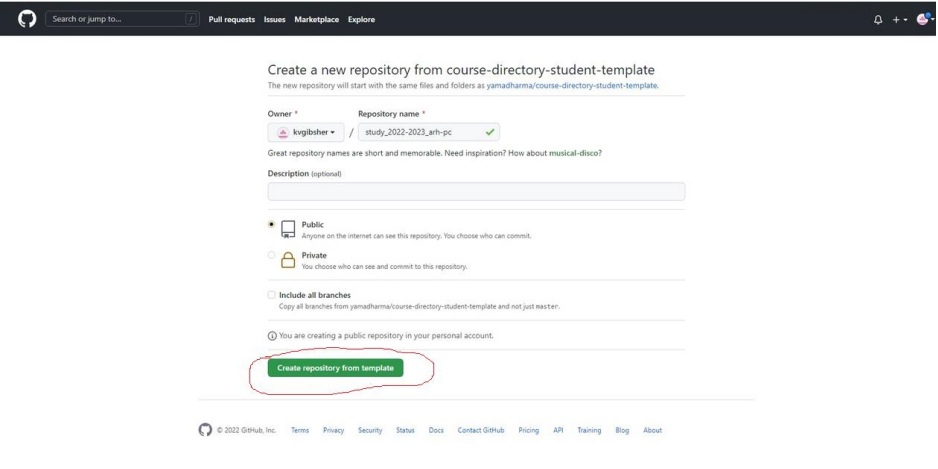 Search or jump to... /
Pull requests Issues Marketplace Explore
Create a new repository from course-directory-student-template
The new repository will start with the same files and folders as yamadharma/course-directory-student-template.
Owner * Repository name *
kvgibsher / study_2022-2023_arh-pc
Great repository names are short and memorable. Need inspiration? How about musical-disco?
Description (optional)
Public
Anyone on the internet can see this repository. You choose who can commit.
Private
You choose who can see and commit to this repository.
Include all branches
Copy all branches from yamadharma/course-directory-student-template and not just master.
You are creating a public repository in your personal account.
Create repository from template
© 2022 GitHub, Inc. Terms Privacy Security Status Docs Contact GitHub Pricing API Training Blog About